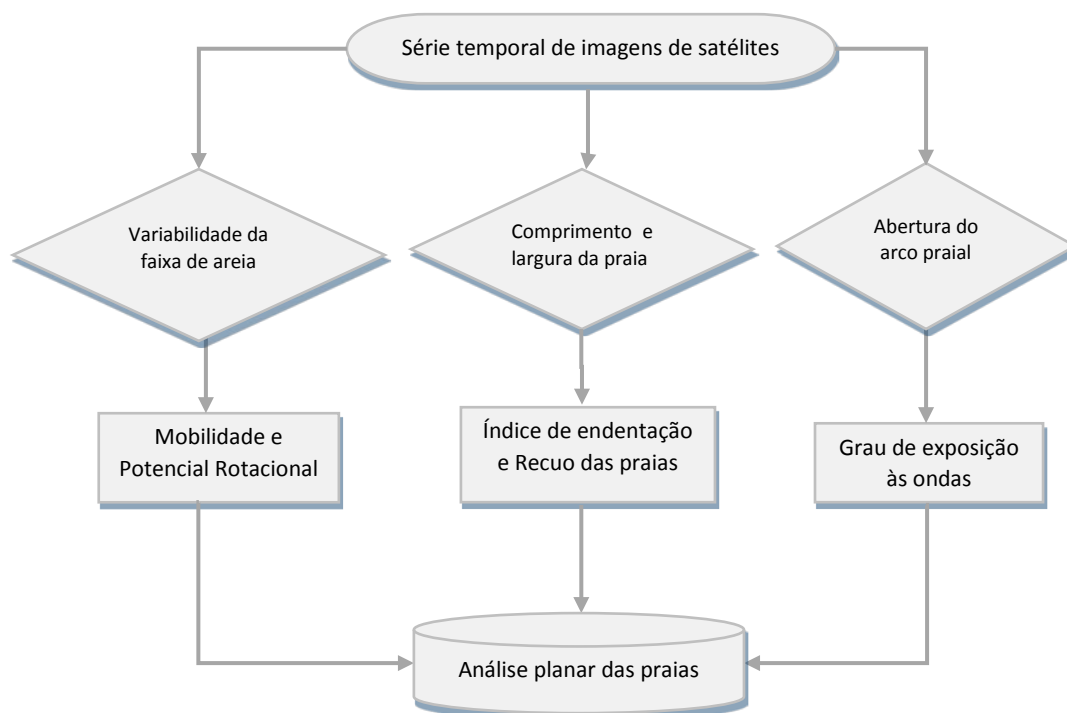 Série temporal de imagens de satélites
Variabilidade da
faixa de areia
Comprimento e
largura da praia
Abertura do
arco praial
Mobilidade e
Potencial Rotacional
Índice de endentação
e Recuo das praias
Grau de exposição
às ondas
Análise planar das praias